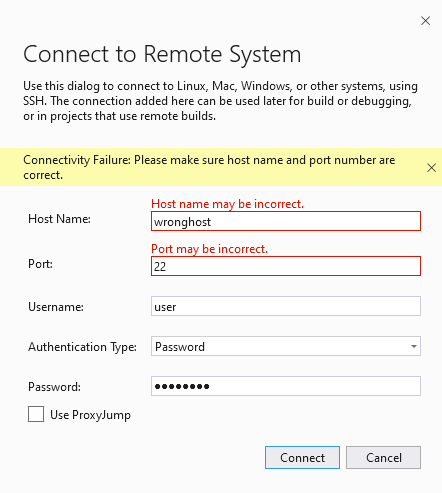 Connect to Remote System
Use this dialog to connect to Linux, Mac, Windows, or other systems, using
SSH. The connection added here can be used later for build or debugging,
or in projects that use remote builds.
Connectivity Failure: Please make sure host name and port number are
correct.
Host name may be incorrect.
Host Name:
wronghost
Port may be incorrect.
Port:
22
Username:
user
Authentication Type:
Password
Password:
●●●●●●●●
Use ProxyJump
Connect
Cancel